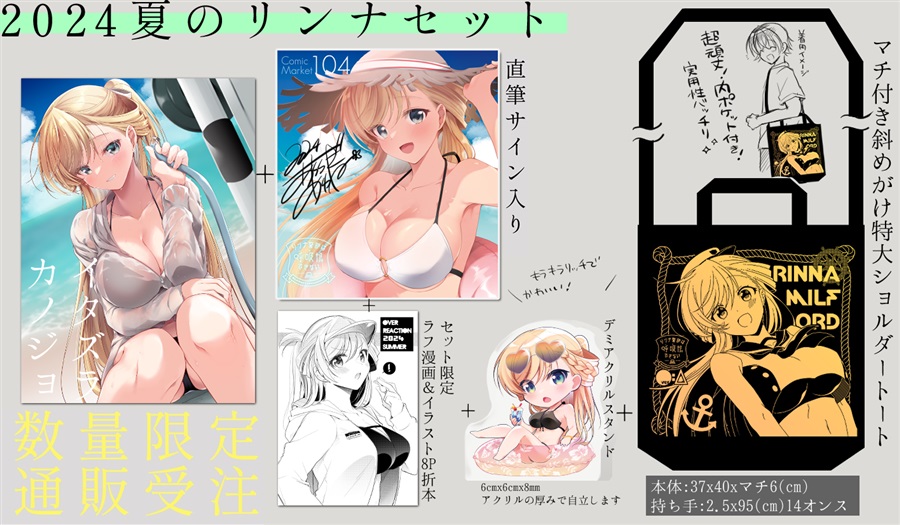 2024夏のリンナセット
イタズラ
カノジョ
+
Comic
Market 104
2024
直筆サイン入り
+
OVER
REACTION
2024
SUMMER
!
セット限定
ラフ漫画&イラスト8P折本
+
キラキラリッチで
かわいい!
デミアクリルスタンド
6cmx6cmx8mm
アクリルの厚みで自立します
+
数量限定
通販受注
超頑丈!内ポケット付き!
実用性バッチリ。
着用イメージ
マチ付き斜めがけ特大ショルダートート
RINNA
MILF
ORD
本体:37x40xマチ6(cm)
持ち手:2.5x95(cm)14オンス